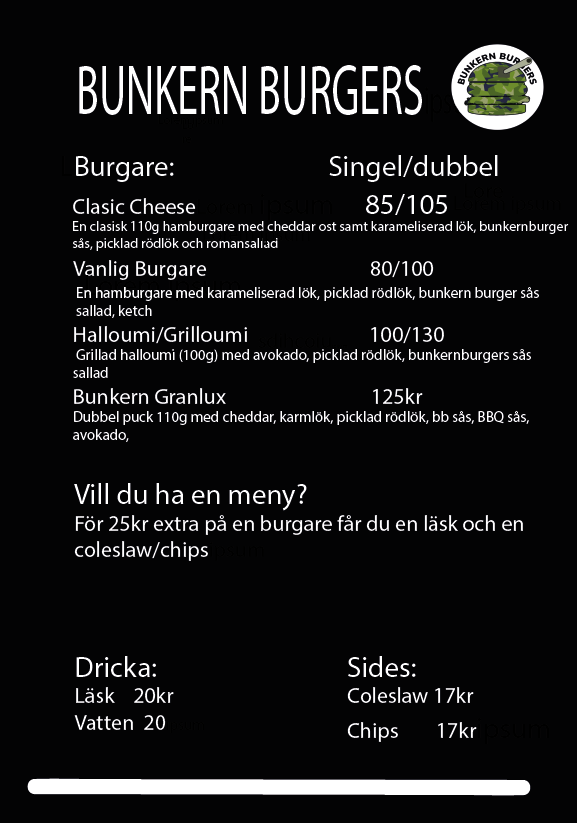 BUNKERN BURGERS
BUNKERN BURGERS
Burgare: Singel/dubbel
Clasic Cheese 85/105
En clasisk 110g hamburgare med cheddar ost samt karameliserad lök, bunkernburger
sås, picklad rödlök och romansallad
Vanlig Burgare 80/100
En hamburgare med karameliserad lök, picklad rödlök, bunkern burger sås
sallad, ketch
Halloumi/Grilloumi 100/130
Grillad halloumi (100g) med avokado, picklad rödlök, bunkernburgers sås
sallad
Bunkern Granlux 125kr
Dubbel puck 110g med cheddar, karmlök, picklad rödlök, bb sås, BBQ sås,
avokado,
Vill du ha en meny?
För 25kr extra på en burgare får du en läsk och en
coleslaw/chips
Dricka:
Läsk 20kr
Vatten 20
Sides:
Coleslaw 17kr
Chips 17kr